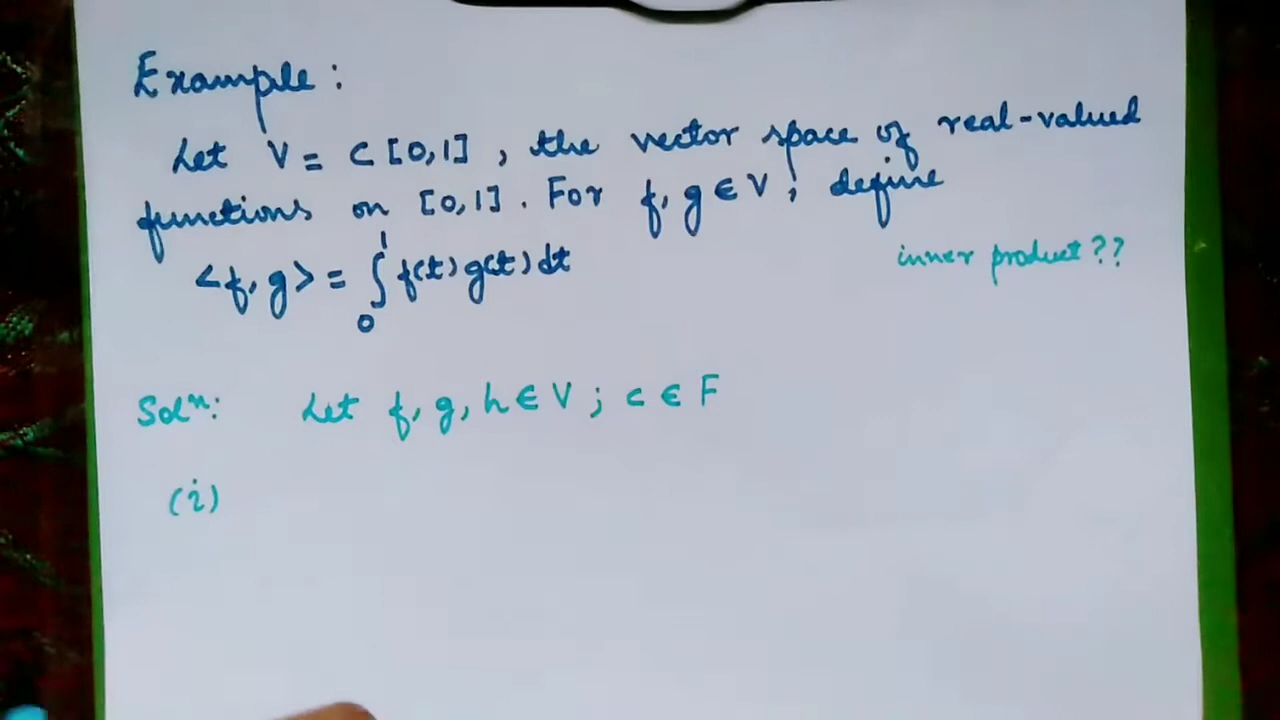 Example :
Let V = C [0,1] , the vector space of real-valued
functions on [0,1] . For f, g ∈ V ; define
<f, g> = ∫₀¹ f(t) g(t) dt
inner product ??
Solⁿ: Let f, g, h ∈ V ; c ∈ F
(i)